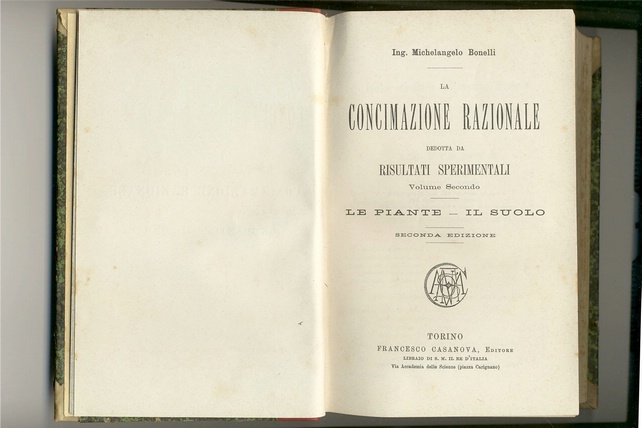 Ing. Michelangelo Bonelli
LA
CONCIMAZIONE RAZIONALE
DEDOTTA DA
RISULTATI SPERIMENTALI
Volume Secondo
LE PIANTE — IL SUOLO
SECONDA EDIZIONE
TORINO
FRANCESCO CASANOVA, EDITORE
LIBRAIO DI S. M. IL RE D'ITALIA
Via Accademia delle Scienze (piazza Carignano)